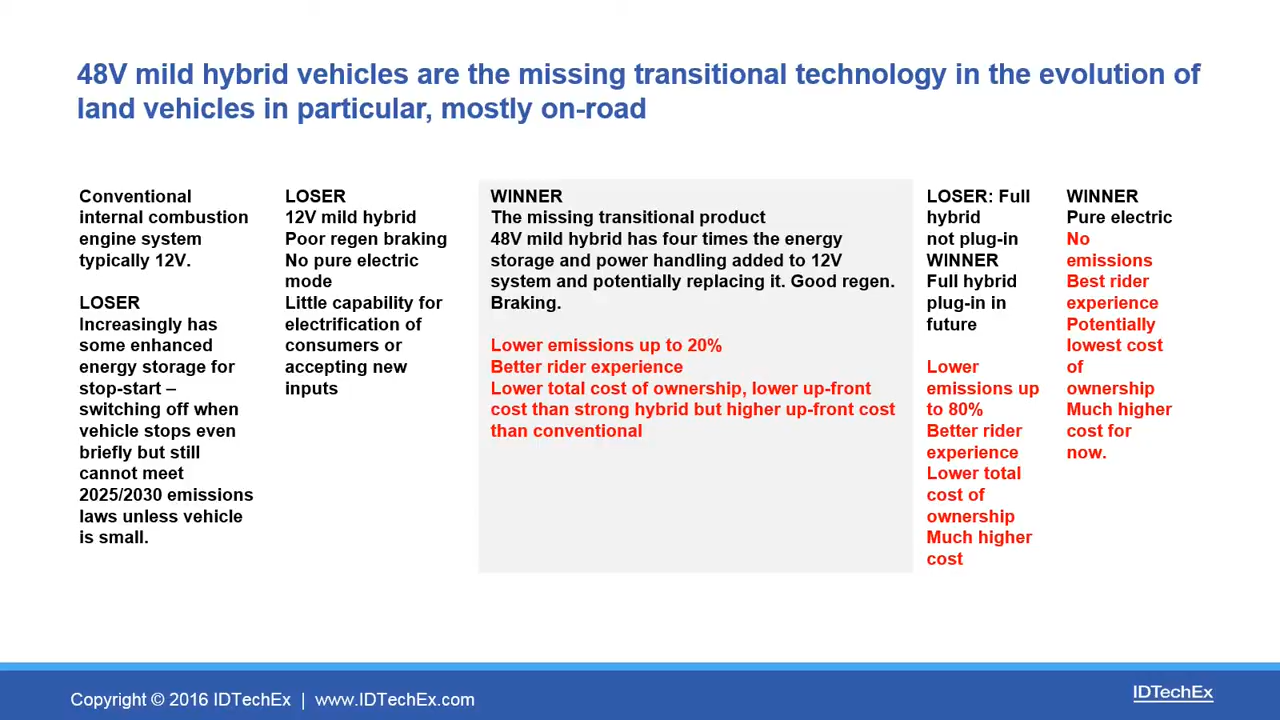 48V mild hybrid vehicles are the missing transitional technology in the evolution of
land vehicles in particular, mostly on-road
Conventional
internal combustion
engine system
typically 12V.
LOSER
Increasingly has
some enhanced
energy storage for
stop-start –
switching off when
vehicle stops even
briefly but still
cannot meet
2025/2030 emissions
laws unless vehicle
is small.
LOSER
12V mild hybrid
Poor regen braking
No pure electric
mode
Little capability for
electrification of
consumers or
accepting new
inputs
WINNER
The missing transitional product
48V mild hybrid has four times the energy
storage and power handling added to 12V
system and potentially replacing it. Good regen.
Braking.
Lower emissions up to 20%
Better rider experience
Lower total cost of ownership, lower up-front
cost than strong hybrid but higher up-front cost
than conventional
LOSER: Full
hybrid
not plug-in
WINNER
Full hybrid
plug-in in
future
Lower
emissions up
to 80%
Better rider
experience
Lower total
cost of
ownership
Much higher
cost
WINNER
Pure electric
No
emissions
Best rider
experience
Potentially
lowest cost
of
ownership
Much higher
cost for
now.
Copyright © 2016 IDTechEx | www.IDTechEx.com
IDTechEx